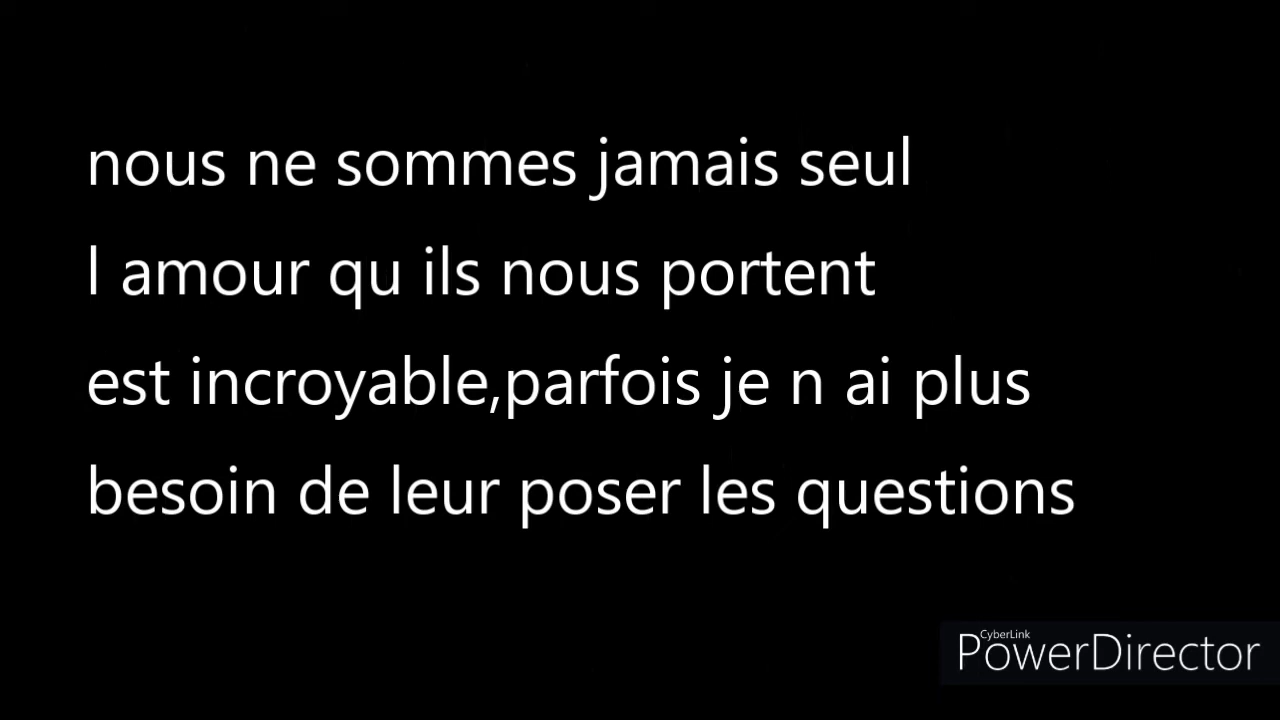 nous ne sommes jamais seul
l amour qu ils nous portent
est incroyable,parfois je n ai plus
besoin de leur poser les questions
CyberLink
PowerDirector